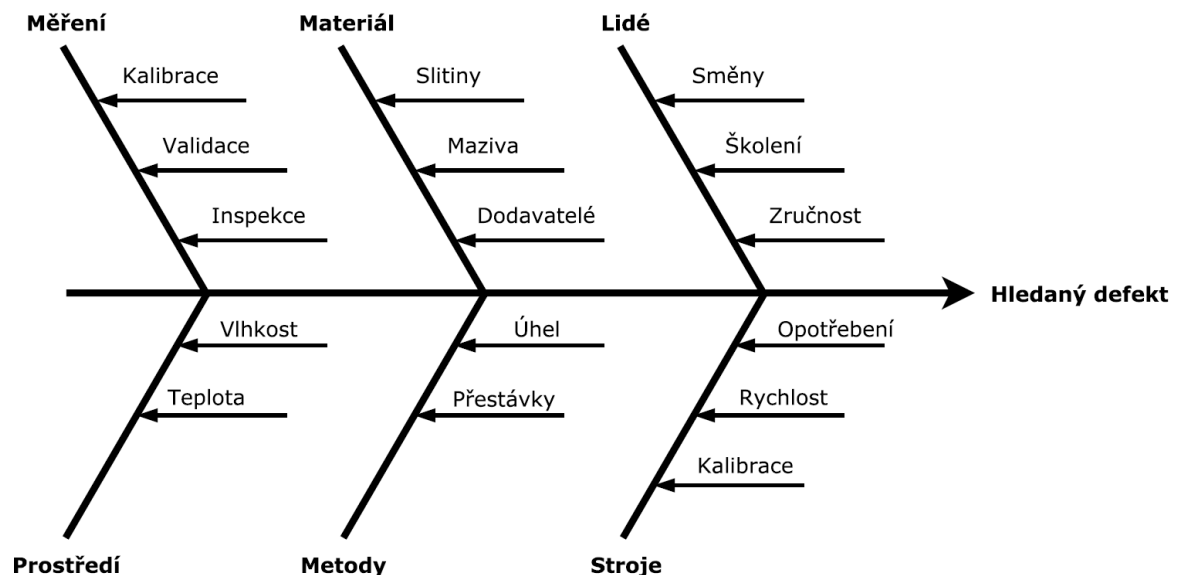 Měření
Materiál
Lidé
Kalibrace
Slitiny
Směny
Validace
Maziva
Školení
Inspekce
Dodavatelé
Zručnost
Hledaný defekt
Vlhkost
Úhel
Opotřebení
Teplota
Přestávky
Rychlost
Kalibrace
Prostředí
Metody
Stroje